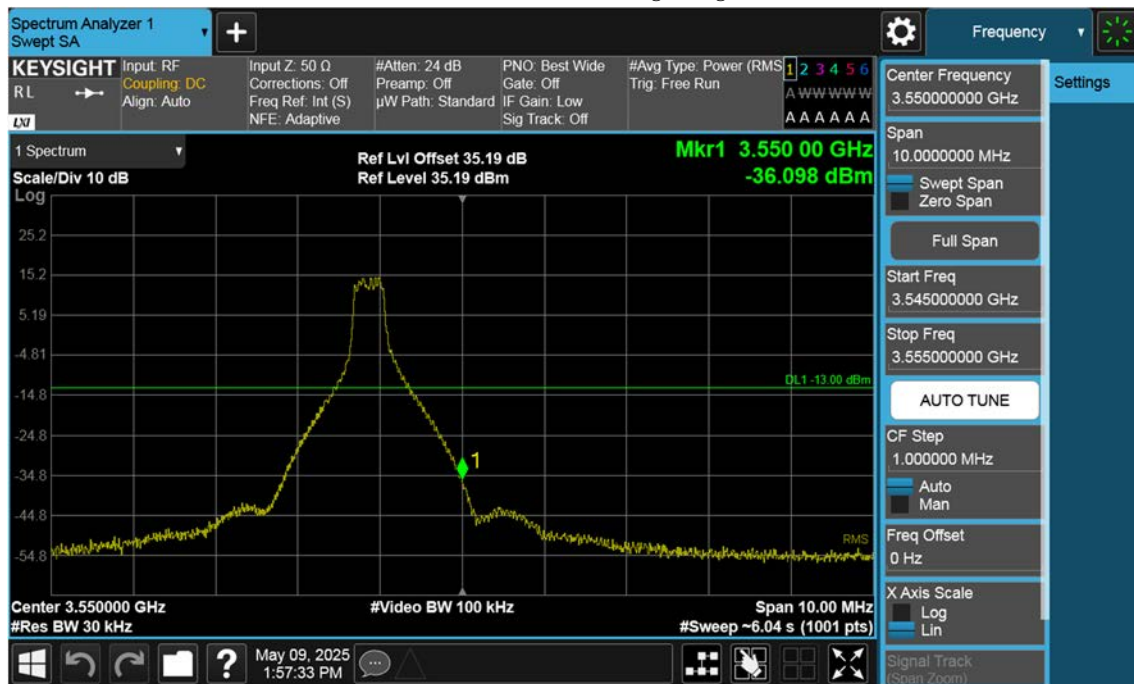 Spectrum Analyzer 1
Swept SA
+
Frequency
KEYSIGHT
RL
LXI
Input: RF
Coupling: DC
Align: Auto
Input Z: 50 Ω
Corrections: Off
Freq Ref: Int (S)
NFE: Adaptive
#Atten: 24 dB
Preamp: Off
µW Path: Standard
PNO: Best Wide
Gate: Off
IF Gain: Low
Sig Track: Off
#Avg Type: Power (RMS
Trig: Free Run
1 2 3 4 5 6
A W W W W W
A A A A A A
1 Spectrum
Scale/Div 10 dB
Ref Lvl Offset 35.19 dB
Ref Level 35.19 dBm
Mkr1 3.550 00 GHz
-36.098 dBm
Log
25.2
15.2
5.19
-4.81
-14.8
-24.8
-34.8
-44.8
-54.8
DL1 -13.00 dBm
1
RMS
Center 3.550000 GHz
#Res BW 30 kHz
#Video BW 100 kHz
Span 10.00 MHz
#Sweep ~6.04 s (1001 pts)
?
May 09, 2025
1:57:33 PM
Center Frequency
3.550000000 GHz
Span
10.0000000 MHz
Swept Span
Zero Span
Full Span
Start Freq
3.545000000 GHz
Stop Freq
3.555000000 GHz
AUTO TUNE
CF Step
1.000000 MHz
Auto
Man
Freq Offset
0 Hz
X Axis Scale
Log
Lin
Signal Track
(Span Zoom)
Settings